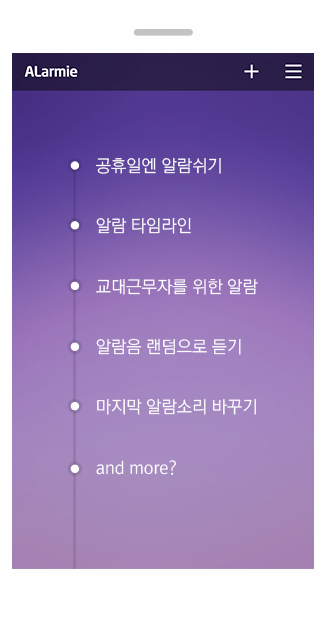 ALarmie
공휴일엔 알람쉬기
알람 타임라인
교대근무자를 위한 알람
알람음 랜덤으로 듣기
마지막 알람소리 바꾸기
and more?